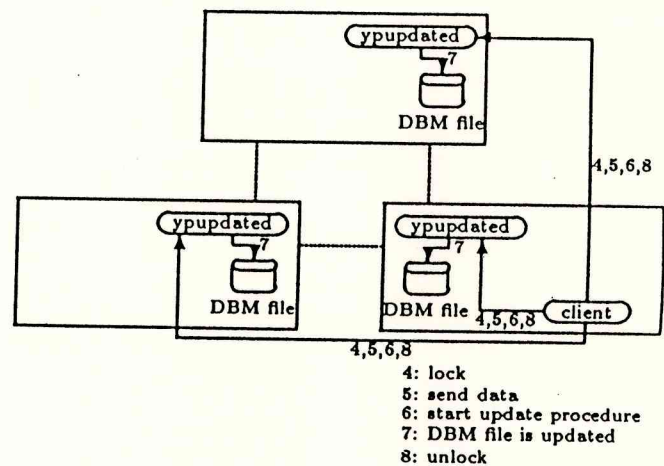 ypupdated
7
DBM file
4,5,6,8
ypupdated
7
DBM file
ypupdated
7
DBM file
4,5,6,8
client
4,5,6,8
4: lock
5: send data
6: start update procedure
7: DBM file is updated
8: unlock